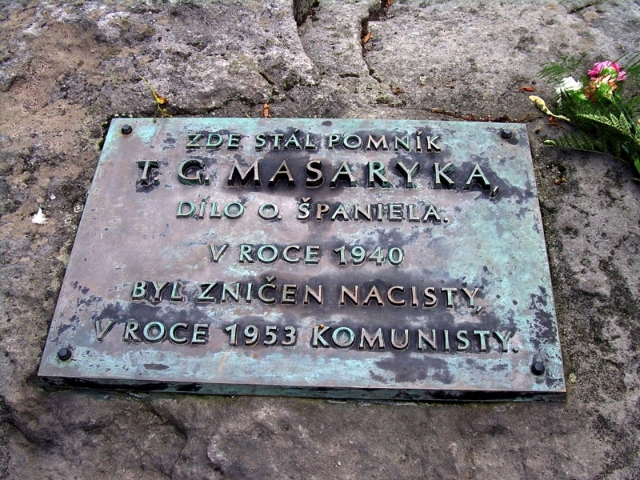 ZDE STÁL POMNÍK
T. G. MASARYKA,
DÍLO O. ŠPANIELA.
V ROCE 1940
BYL ZNIČEN NACISTY,
V ROCE 1953 KOMUNISTY.